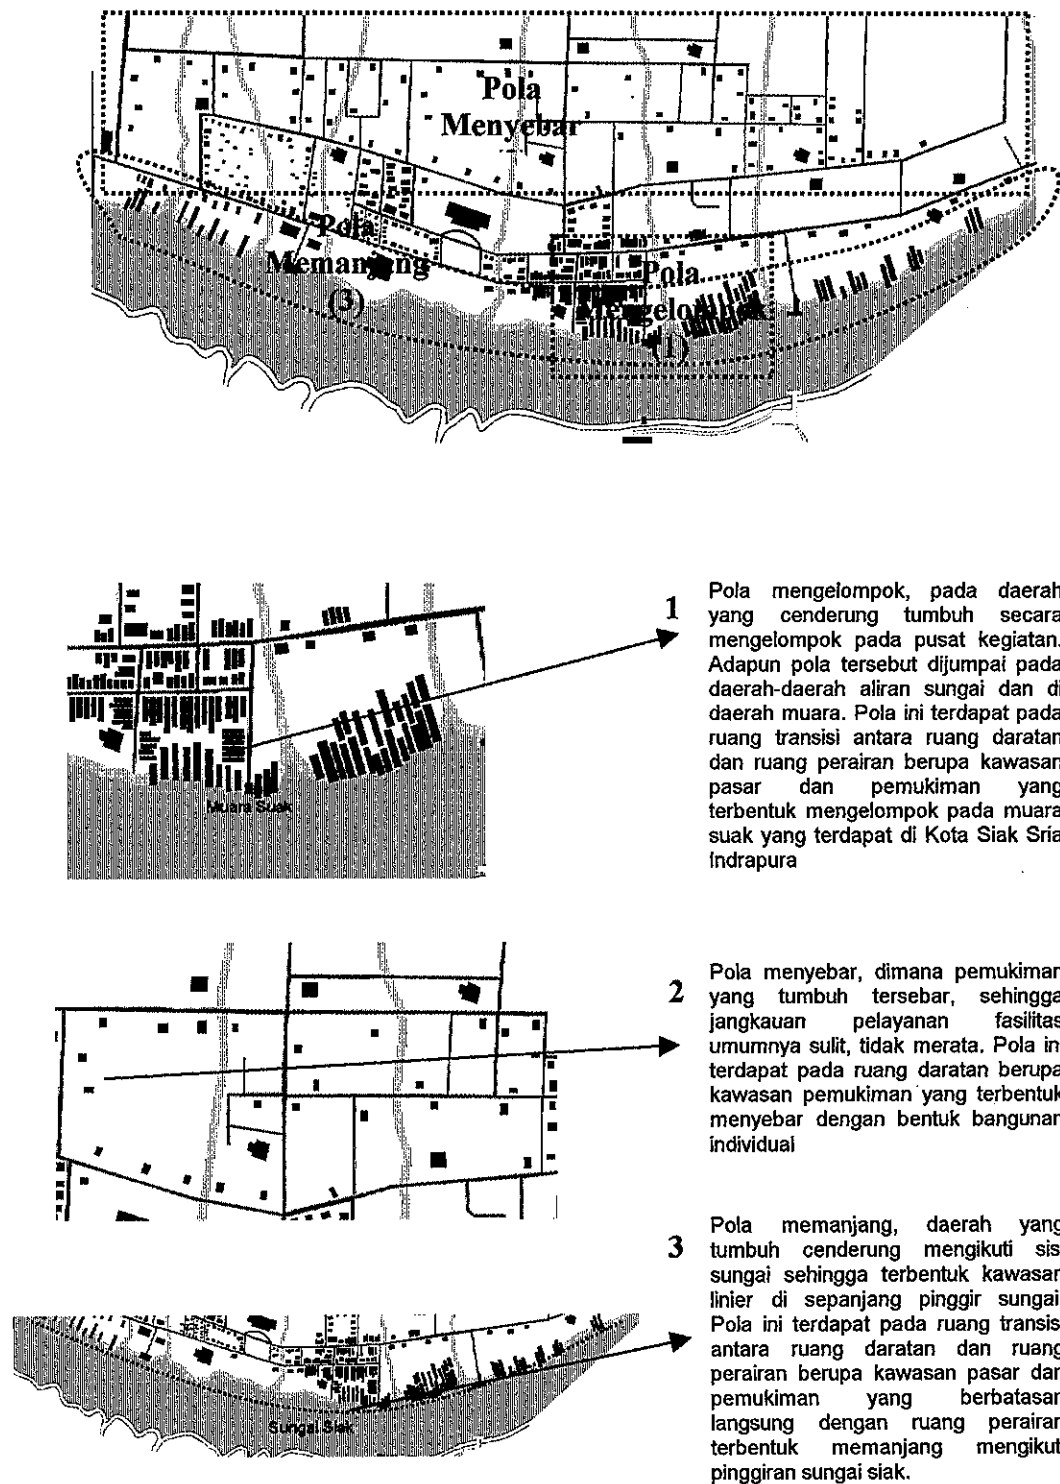 Pola
Menyebar
Pola
Memanjang
(3)
Pola
Mengelompok
(1)
1
Pola mengelompok, pada daerah
yang cenderung tumbuh secara
mengelompok pada pusat kegiatan.
Adapun pola tersebut dijumpai pada
daerah-daerah aliran sungai dan di
daerah muara. Pola ini terdapat pada
ruang transisi antara ruang daratan
dan ruang perairan berupa kawasan
pasar dan pemukiman yang
terbentuk mengelompok pada muara
suak yang terdapat di Kota Siak Sria
Indrapura
Muara Suak
2
Pola menyebar, dimana pemukiman
yang tumbuh tersebar, sehingga
jangkauan pelayanan fasilitas
umumnya sulit, tidak merata. Pola in
terdapat pada ruang daratan berupa
kawasan pemukiman yang terbentuk
menyebar dengan bentuk bangunan
individual
3
Pola memanjang, daerah yang
tumbuh cenderung mengikuti sis
sungai sehingga terbentuk kawasan
linier di sepanjang pinggir sungai
Pola ini terdapat pada ruang transis
antara ruang daratan dan ruang
perairan berupa kawasan pasar dan
pemukiman yang berbatasan
langsung dengan ruang perairan
terbentuk memanjang mengikut
pinggiran sungai siak.
Sungai Siak